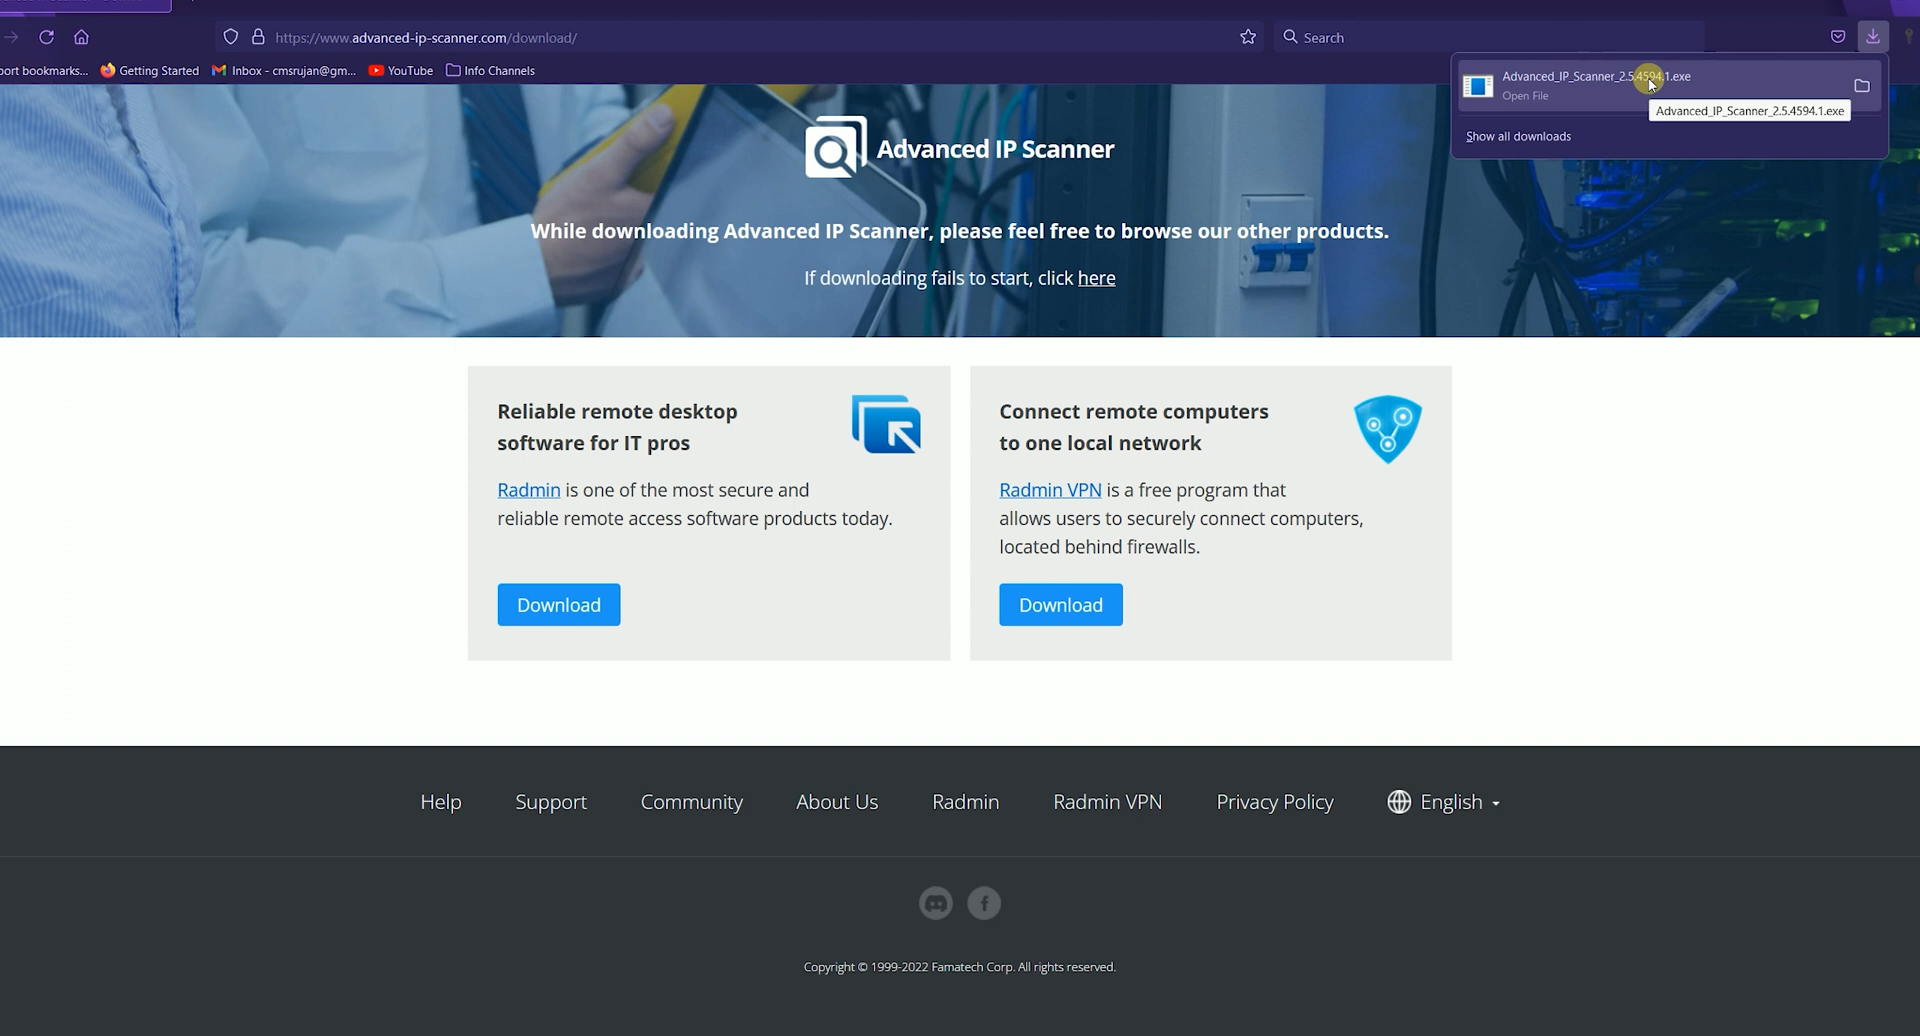 https://www.advanced-ip-scanner.com/download/
Search
port bookmarks...
Getting Started
Inbox - cmsrujan@gm...
YouTube
Info Channels
Advanced_IP_Scanner_2.5.4594.1.exe
Open File
Advanced_IP_Scanner_2.5.4594.1.exe
Show all downloads
Advanced IP Scanner
While downloading Advanced IP Scanner, please feel free to browse our other products.
If downloading fails to start, click here
Reliable remote desktop
software for IT pros
Radmin is one of the most secure and
reliable remote access software products today.
Download
Connect remote computers
to one local network
Radmin VPN is a free program that
allows users to securely connect computers,
located behind firewalls.
Download
Help
Support
Community
About Us
Radmin
Radmin VPN
Privacy Policy
English
Copyright © 1999-2022 Famatech Corp. All rights reserved.